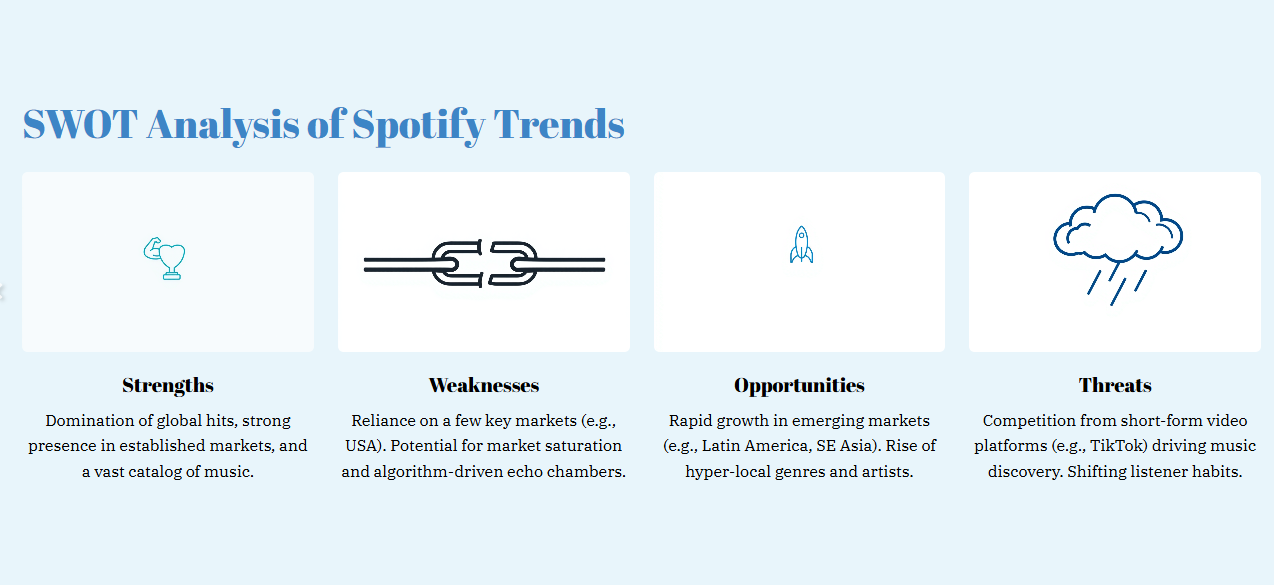 SWOT Analysis of Spotify Trends
Strengths
Domination of global hits, strong
presence in established markets, and
a vast catalog of music.
Weaknesses
Reliance on a few key markets (e.g.,
USA). Potential for market saturation
and algorithm-driven echo chambers.
Opportunities
Rapid growth in emerging markets
(e.g., Latin America, SE Asia). Rise of
hyper-local genres and artists.
Threats
Competition from short-form video
platforms (e.g., TikTok) driving music
discovery. Shifting listener habits.